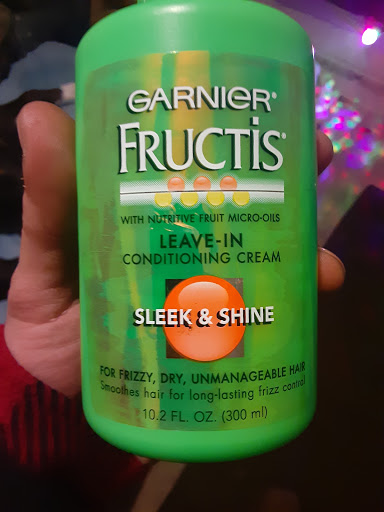 GARNIER
FRUCTIS
WITH NUTRITIVE FRUIT MICRO-OILS
LEAVE-IN
CONDITIONING CREAM
SLEEK & SHINE
FOR FRIZZY, DRY, UNMANAGEABLE HAIR
Smoothes hair for long-lasting frizz control
10.2 FL. OZ. (300 ml)